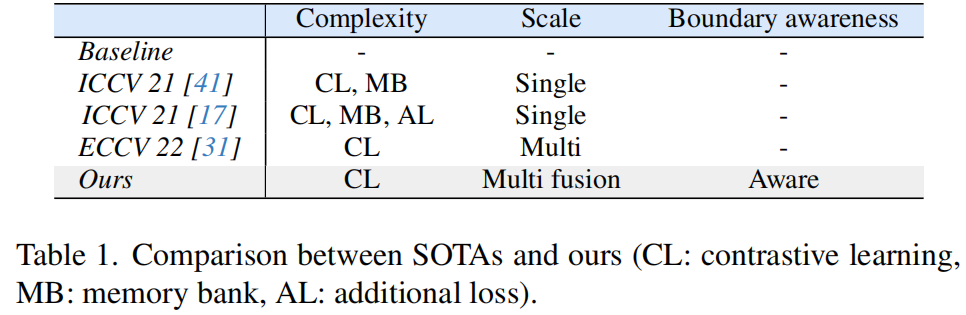 Complexity Scale Boundary awareness
Baseline - - -
ICCV 21 [41] CL, MB Single -
ICCV 21 [17] CL, MB, AL Single -
ECCV 22 [31] CL Multi -
Ours CL Multi fusion Aware
Table 1. Comparison between SOTAs and ours (CL: contrastive learning,
MB: memory bank, AL: additional loss).